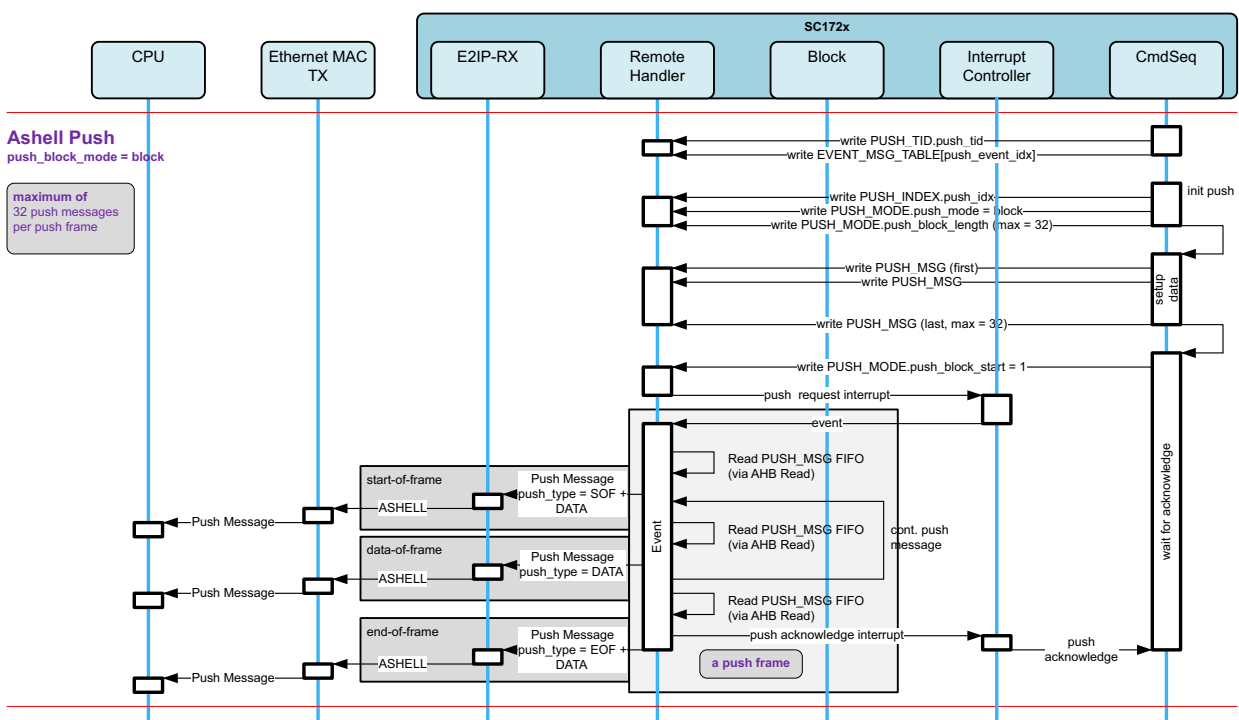 SC172x
CPU
Ethernet MAC
TX
E2IP-RX
Remote
Handler
Block
Interrupt
Controller
CmdSeq
Ashell Push
push_block_mode = block
maximum of
32 push messages
per push frame
write PUSH_TID.push_tid
write EVENT_MSG_TABLE[push_event_idx]
init push
write PUSH_INDEX.push_idx
write PUSH_MODE.push_mode = block
write PUSH_MODE.push_block_length (max = 32)
write PUSH_MSG (first)
write PUSH_MSG
setup
data
write PUSH_MSG (last, max = 32)
write PUSH_MODE.push_block_start = 1
push  request interrupt
event
wait for acknowledge
Event
Read PUSH_MSG FIFO
(via AHB Read)
start-of-frame
Push Message
push_type = SOF +
DATA
ASHELL
Push Message
Read PUSH_MSG FIFO
(via AHB Read)
cont. push
message
data-of-frame
Push Message
push_type = DATA
ASHELL
Push Message
Read PUSH_MSG FIFO
(via AHB Read)
end-of-frame
Push Message
push_type = EOF +
DATA
ASHELL
Push Message
push acknowledge interrupt
push
acknowledge
a push frame